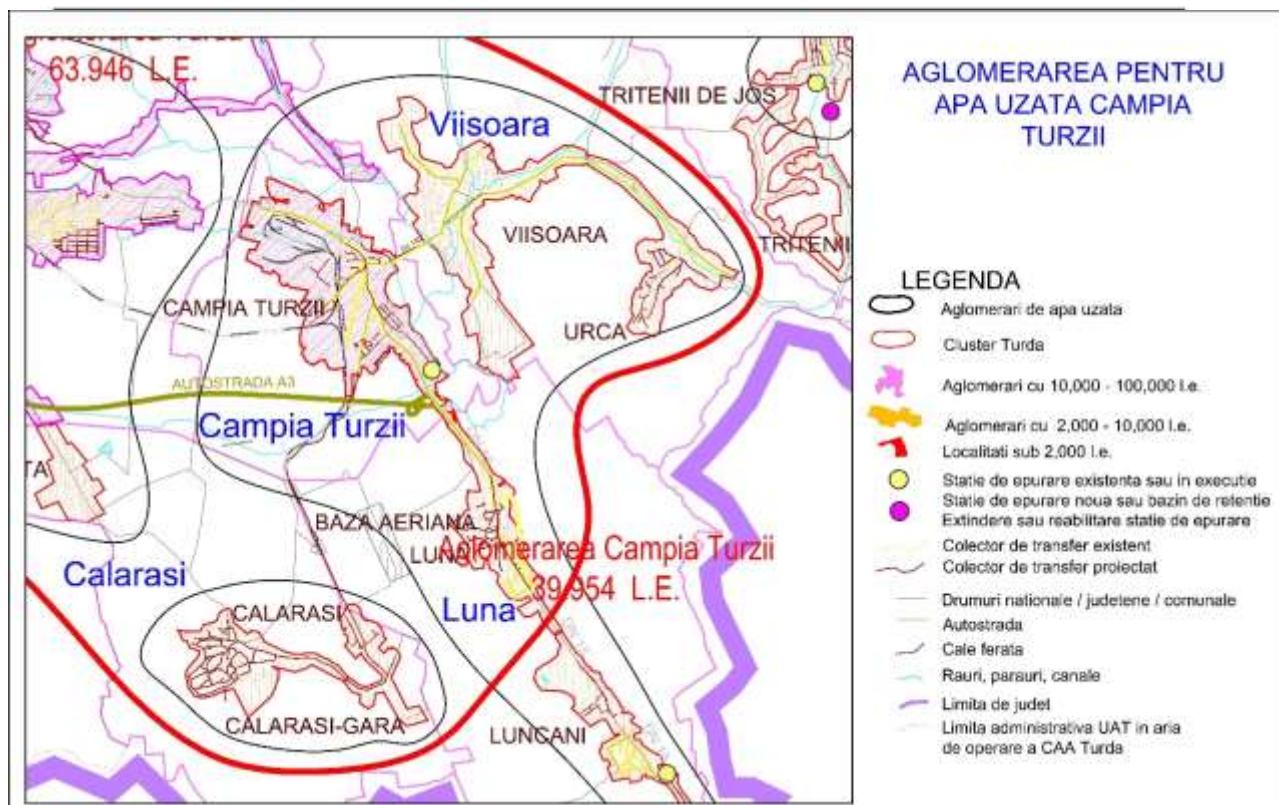 63.946 L.E.
TRITENII DE JOS
Viisoara
VIISOARA
TRITENII
CAMPIA TURZII
URCA
AUTOSTRADA A3
Campia Turzii
TA
BAZA AERIANA
LUNA
Aglomerarea Campia Turzii
39.954 L.E.
Calarasi
Luna
CALARASI
CALARASI-GARA
LUNCANI
AGLOMERAREA PENTRU
APA UZATA CAMPIA
TURZII
LEGENDA
Aglomerari de apa uzata
Cluster Turda
Aglomerari cu 10,000 - 100,000 l.e.
Aglomerari cu 2,000 - 10,000 l.e.
Localitati sub 2,000 l.e.
Statie de epurare existenta sau in executie
Statie de epurare noua sau bazin de retentie
Extindere sau reabilitare statie de epurare
Colector de transfer existent
Colector de transfer proiectat
Drumuri nationale / judetene / comunale
Autostrada
Cale ferata
Rauri, parauri, canale
Limita de judet
Limita administrativa UAT in aria
de operare a CAA Turda